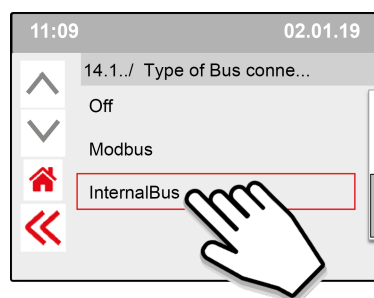 11:09 02.01.19
14.1../ Type of Bus conne...
Off
Modbus
InternalBus